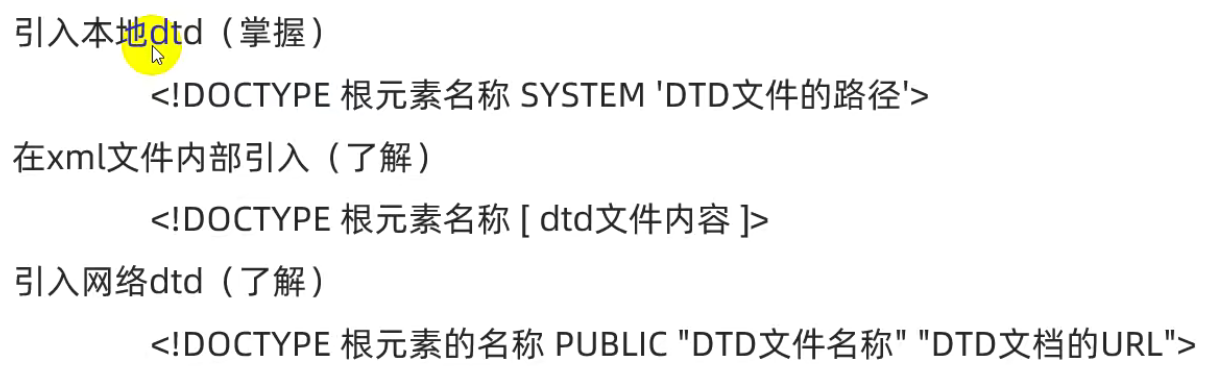 引入本地dtd（掌握）
<!DOCTYPE 根元素名称 SYSTEM 'DTD文件的路径'>
在xml文件内部引入（了解）
<!DOCTYPE 根元素名称 [ dtd文件内容 ]>
引入网络dtd（了解）
<!DOCTYPE 根元素的名称 PUBLIC "DTD文件名称" "DTD文档的URL">